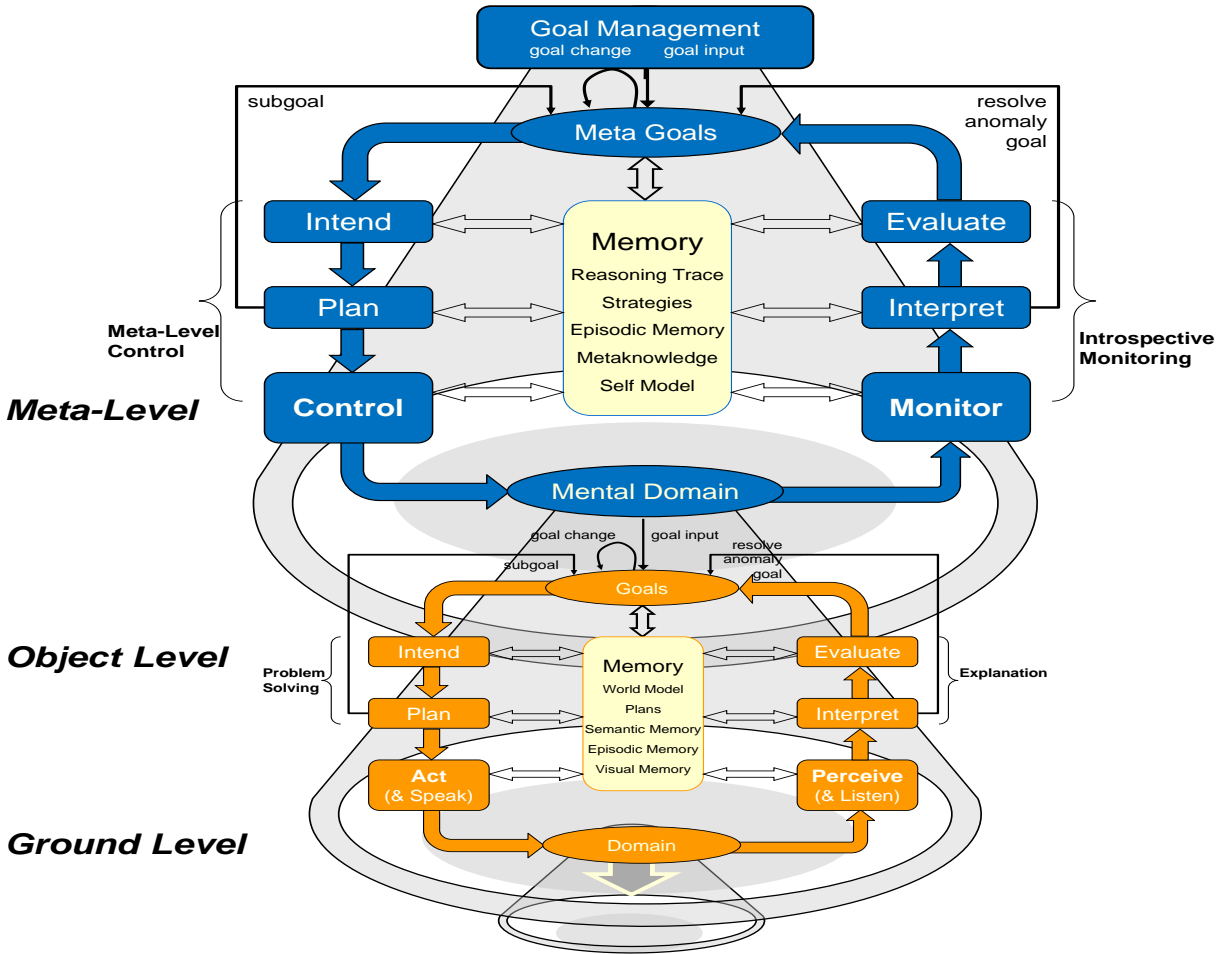 Goal Management
goal change goal input
subgoal
resolve
anomaly
goal
Meta Goals
Intend
Evaluate
Memory
Reasoning Trace
Strategies
Episodic Memory
Metaknowledge
Self Model
Plan
Interpret
Meta-Level
Control
Introspective
Monitoring
Meta-Level
Control
Monitor
Mental Domain
goal change
goal input
resolve
anomaly
goal
subgoal
Goals
Object Level
Intend
Evaluate
Problem
Solving
Explanation
Memory
World Model
Plans
Semantic Memory
Episodic Memory
Visual Memory
Plan
Interpret
Act
(& Speak)
Perceive
(& Listen)
Ground Level
Domain